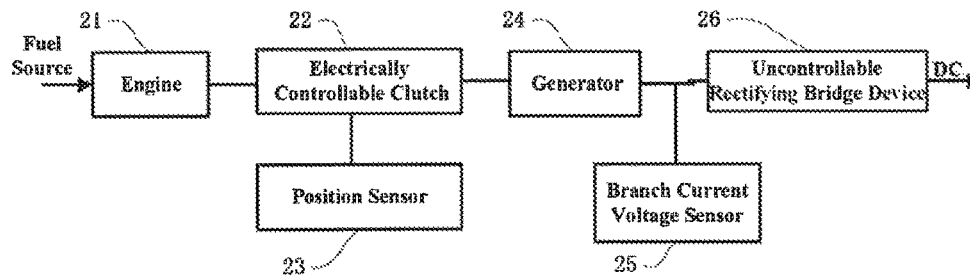 21
22
24
26
Fuel
Source
Engine
Electrically
Controllable Clutch
Generator
Uncontrollable
Rectifying Bridge Device
DC
Position Sensor
Branch Current
Voltage Sensor
23
25